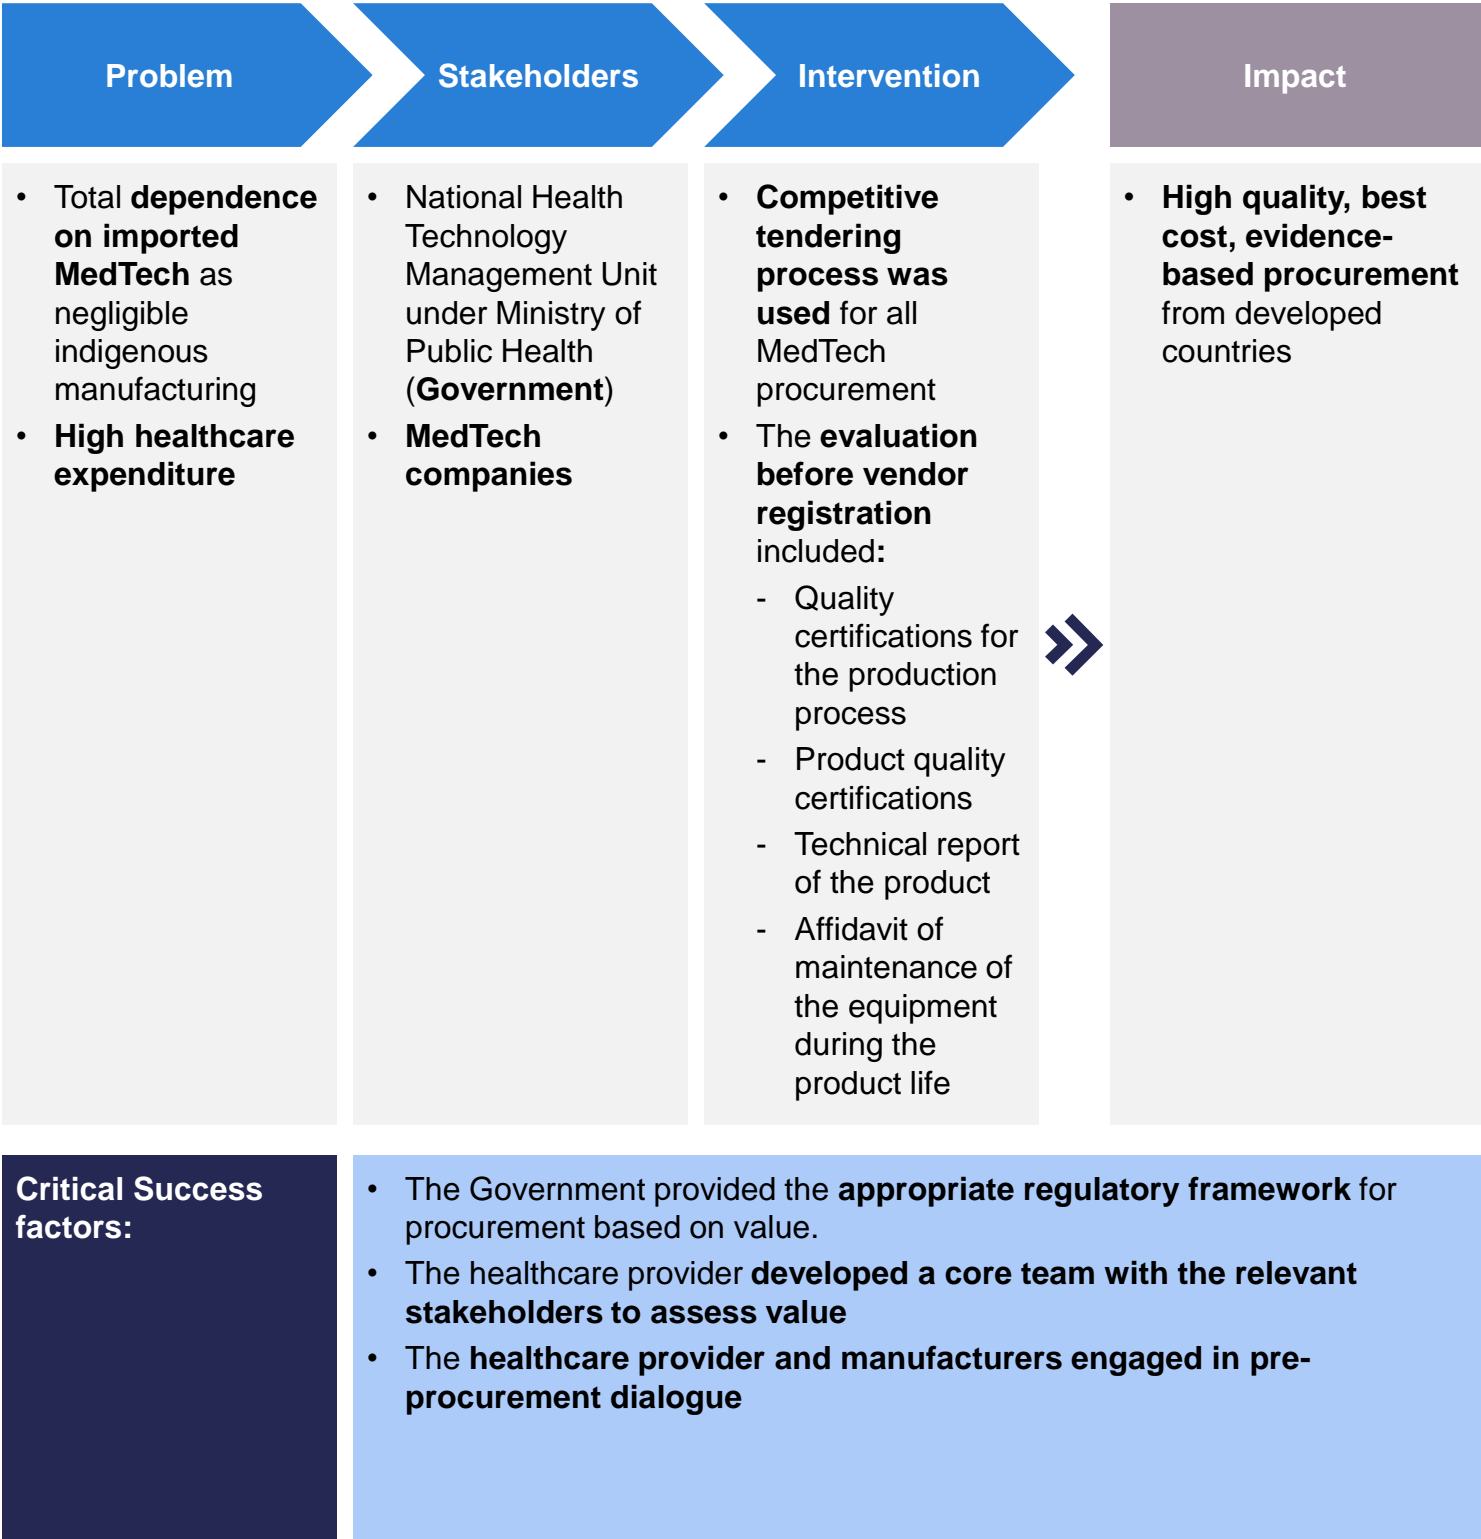 Problem
Stakeholders
Intervention
Impact
• Total dependence
on imported
MedTech as
negligible
indigenous
manufacturing
• High healthcare
expenditure
• National Health
Technology
Management Unit
under Ministry of
Public Health
(Government)
• MedTech
companies
• Competitive
tendering
process was
used for all
MedTech
procurement
• The evaluation
before vendor
registration
included:
- Quality
certifications for
the production
process
- Product quality
certifications
- Technical report
of the product
- Affidavit of
maintenance of
the equipment
during the
product life
• High quality, best
cost, evidence-
based procurement
from developed
countries
Critical Success
factors:
• The Government provided the appropriate regulatory framework for
procurement based on value.
• The healthcare provider developed a core team with the relevant
stakeholders to assess value
• The healthcare provider and manufacturers engaged in pre-
procurement dialogue